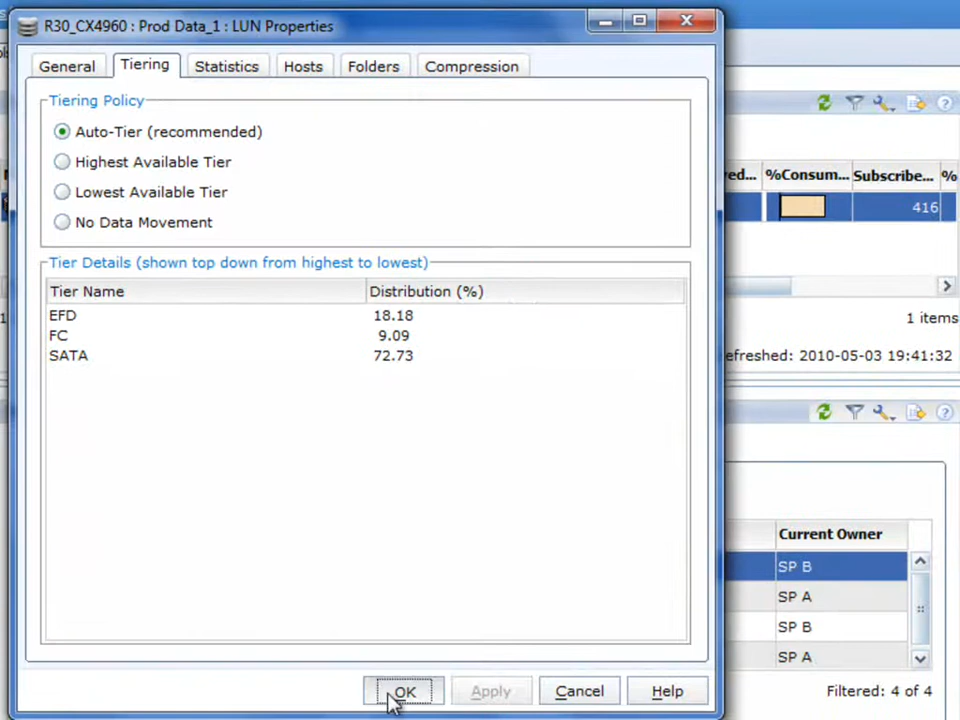 R30_CX4960 : Prod Data_1 : LUN Properties
General Tiering Statistics Hosts Folders Compression
Tiering Policy
Auto-Tier (recommended)
Highest Available Tier
Lowest Available Tier
No Data Movement
Tier Details (shown top down from highest to lowest)
Tier Name Distribution (%)
EFD 18.18
FC 9.09
SATA 72.73
OK Apply Cancel Help
ed... %Consum... Subscribe... %
416
1 items
efreshed: 2010-05-03 19:41:32
Current Owner
SP B
SP A
SP B
SP A
Filtered: 4 of 4